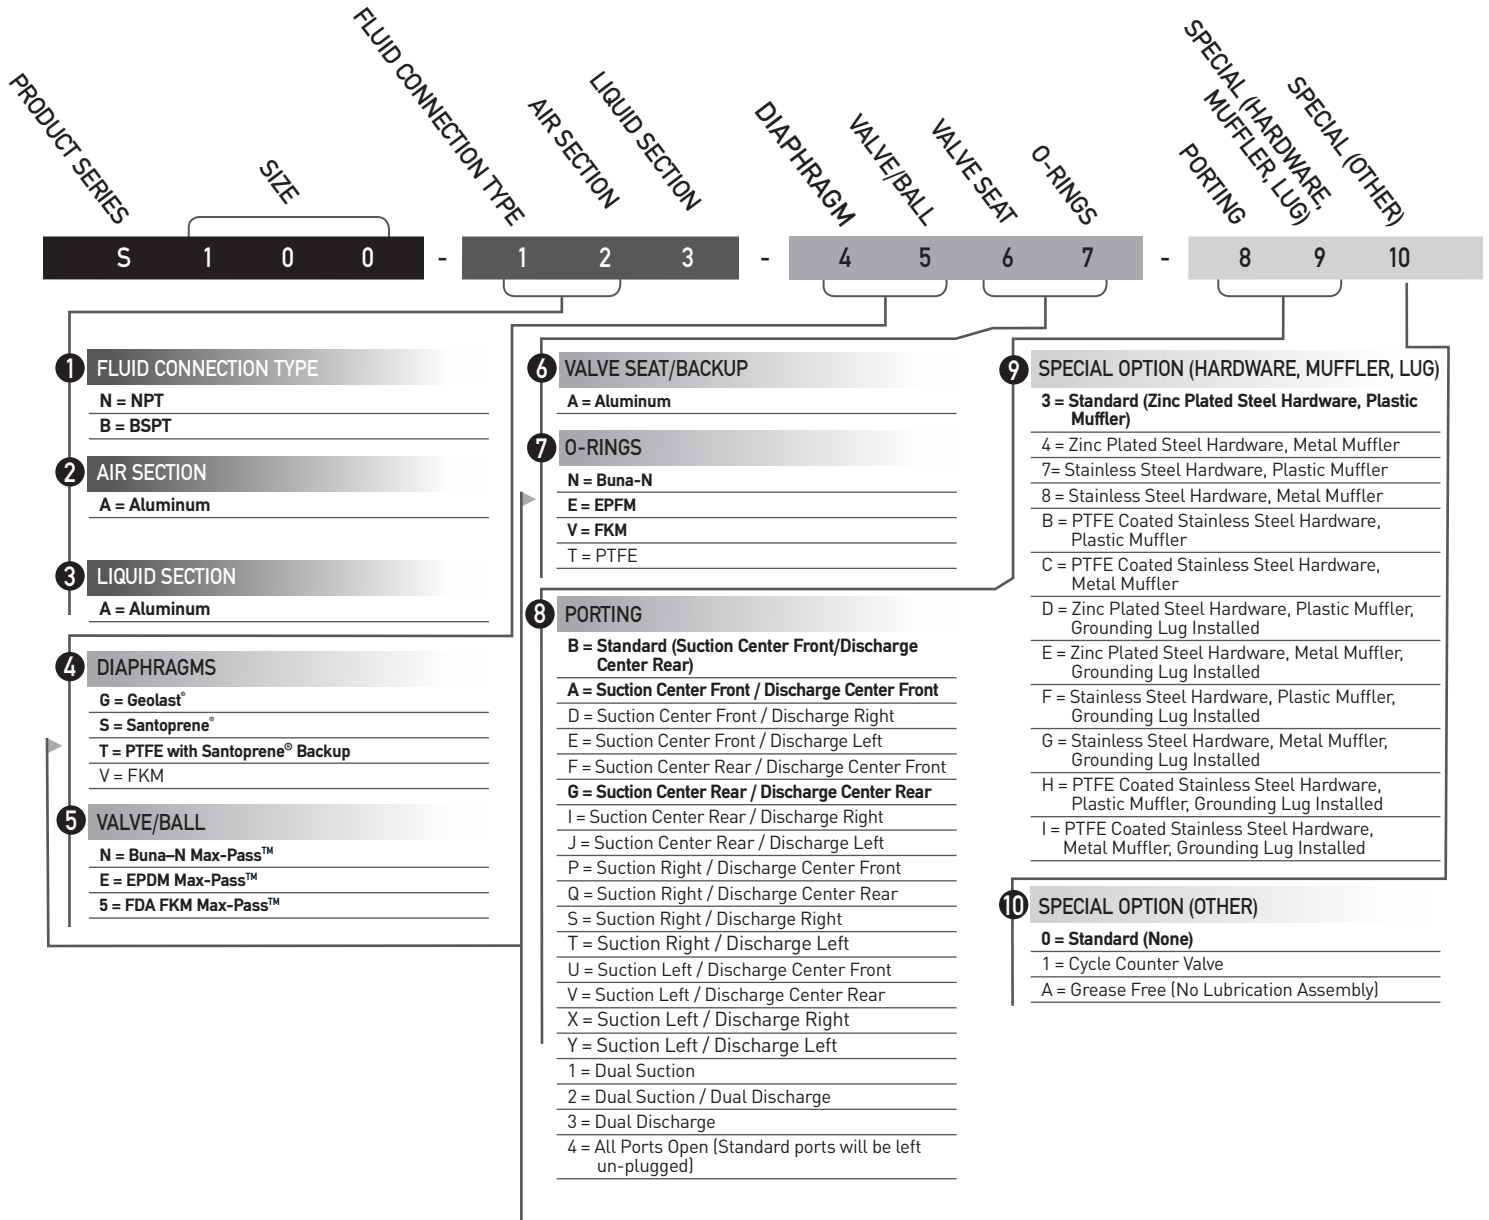 PRODUCT SERIES
SIZE
FLUID CONNECTION TYPE
AIR SECTION
LIQUID SECTION
DIAPHRAGM
VALVE/BALL
VALVE SEAT
O-RINGS
PORTING
SPECIAL (HARDWARE,
MUFFLER, LUG)
SPECIAL (OTHER)
S 1 0 0 - 1 2 3 - 4 5 6 7 - 8 9 10
1 FLUID CONNECTION TYPE
N = NPT
B = BSPT
2 AIR SECTION
A = Aluminum
3 LIQUID SECTION
A = Aluminum
4 DIAPHRAGMS
G = Geolast®
S = Santoprene®
T = PTFE with Santoprene® Backup
V = FKM
5 VALVE/BALL
N = Buna–N Max-Pass™
E = EPDM Max-Pass™
5 = FDA FKM Max-Pass™
6 VALVE SEAT/BACKUP
A = Aluminum
7 O-RINGS
N = Buna-N
E = EPFM
V = FKM
T = PTFE
8 PORTING
B = Standard (Suction Center Front/Discharge
Center Rear)
A = Suction Center Front / Discharge Center Front
D = Suction Center Front / Discharge Right
E = Suction Center Front / Discharge Left
F = Suction Center Rear / Discharge Center Front
G = Suction Center Rear / Discharge Center Rear
I = Suction Center Rear / Discharge Right
J = Suction Center Rear / Discharge Left
P = Suction Right / Discharge Center Front
Q = Suction Right / Discharge Center Rear
S = Suction Right / Discharge Right
T = Suction Right / Discharge Left
U = Suction Left / Discharge Center Front
V = Suction Left / Discharge Center Rear
X = Suction Left / Discharge Right
Y = Suction Left / Discharge Left
1 = Dual Suction
2 = Dual Suction / Dual Discharge
3 = Dual Discharge
4 = All Ports Open (Standard ports will be left
un-plugged)
9 SPECIAL OPTION (HARDWARE, MUFFLER, LUG)
3 = Standard (Zinc Plated Steel Hardware, Plastic
Muffler)
4 = Zinc Plated Steel Hardware, Metal Muffler
7= Stainless Steel Hardware, Plastic Muffler
8 = Stainless Steel Hardware, Metal Muffler
B = PTFE Coated Stainless Steel Hardware,
Plastic Muffler
C = PTFE Coated Stainless Steel Hardware,
Metal Muffler
D = Zinc Plated Steel Hardware, Plastic Muffler,
Grounding Lug Installed
E = Zinc Plated Steel Hardware, Metal Muffler,
Grounding Lug Installed
F = Stainless Steel Hardware, Plastic Muffler,
Grounding Lug Installed
G = Stainless Steel Hardware, Metal Muffler,
Grounding Lug Installed
H = PTFE Coated Stainless Steel Hardware,
Plastic Muffler, Grounding Lug Installed
I = PTFE Coated Stainless Steel Hardware,
Metal Muffler, Grounding Lug Installed
10 SPECIAL OPTION (OTHER)
0 = Standard (None)
1 = Cycle Counter Valve
A = Grease Free (No Lubrication Assembly)